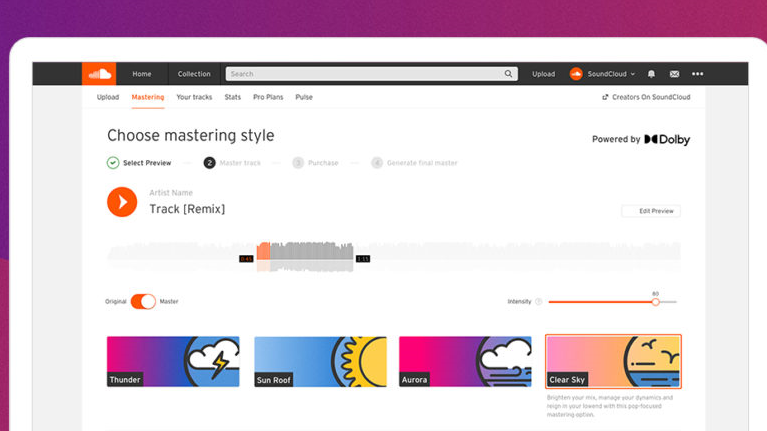 Home
Collection
Search
Upload
SoundCloud
Upload
Mastering
Your tracks
Stats
Pro Plans
Pulse
Creators On SoundCloud
Choose mastering style
Powered by Dolby
Select Preview
2 Master track
3 Purchase
4 Generate final master
Artist Name
Track [Remix]
Edit Preview
0:45
1:15
Original
Master
Intensity ?
80
Thunder
Sun Roof
Aurora
Clear Sky
Brighten your mix, manage your dynamics and
reign in your lowend with this pop-focused
mastering option.